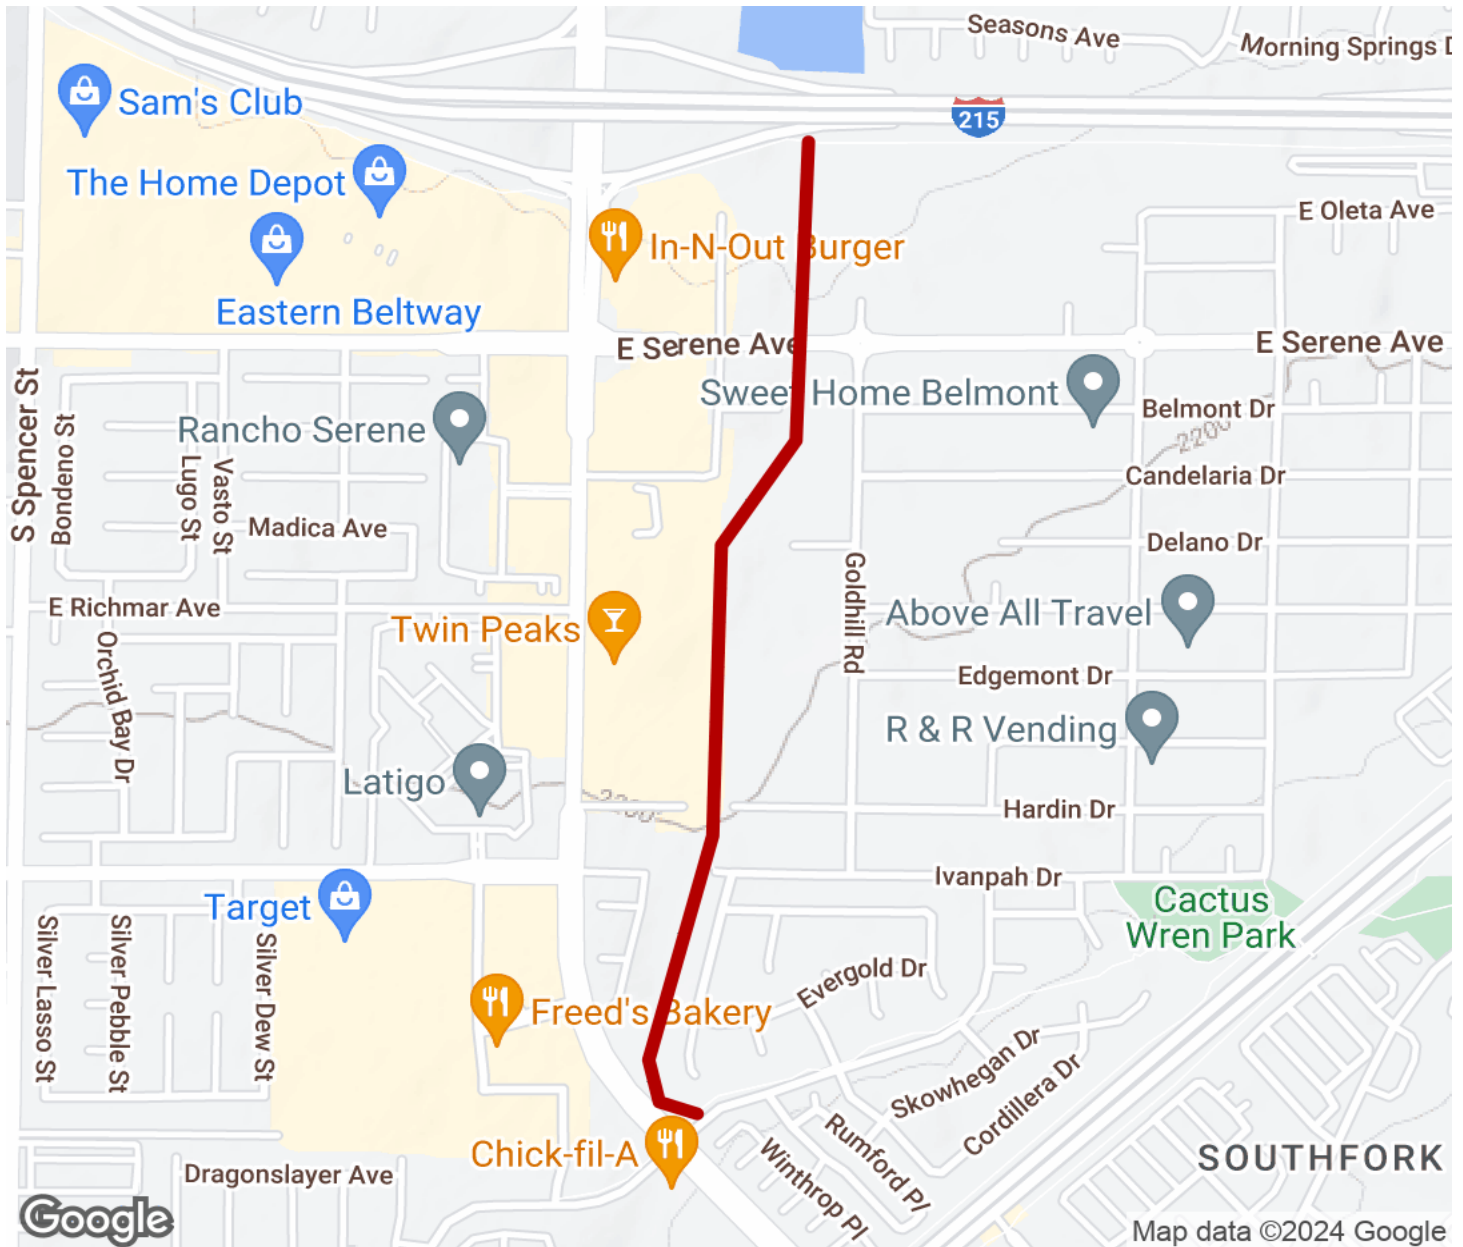 Seasons Ave
Morning Springs D
Sam's Club
215
The Home Depot
E Oleta Ave
In-N-Out Burger
Eastern Beltway
E Serene Ave
E Serene Ave
S Spencer St
Sweet Home Belmont
Belmont Dr
Rancho Serene
Bondeno St
Lugo St
Vasto St
2200
Candelaria Dr
Madica Ave
Delano Dr
Goldhill Rd
E Richmar Ave
Twin Peaks
Above All Travel
Orchid Bay Dr
Edgemont Dr
R & R Vending
Latigo
2200
Hardin Dr
Ivanpah Dr
Target
Cactus
Wren Park
Silver Lasso St
Silver Pebble St
Silver Dew St
Evergold Dr
Freed's Bakery
Skowhegan Dr
Cordillera Dr
Rumford Pl
Winthrop Pl
Chick-fil-A
SOUTHFORK
Dragonslayer Ave
Google
Map data ©2024 Google